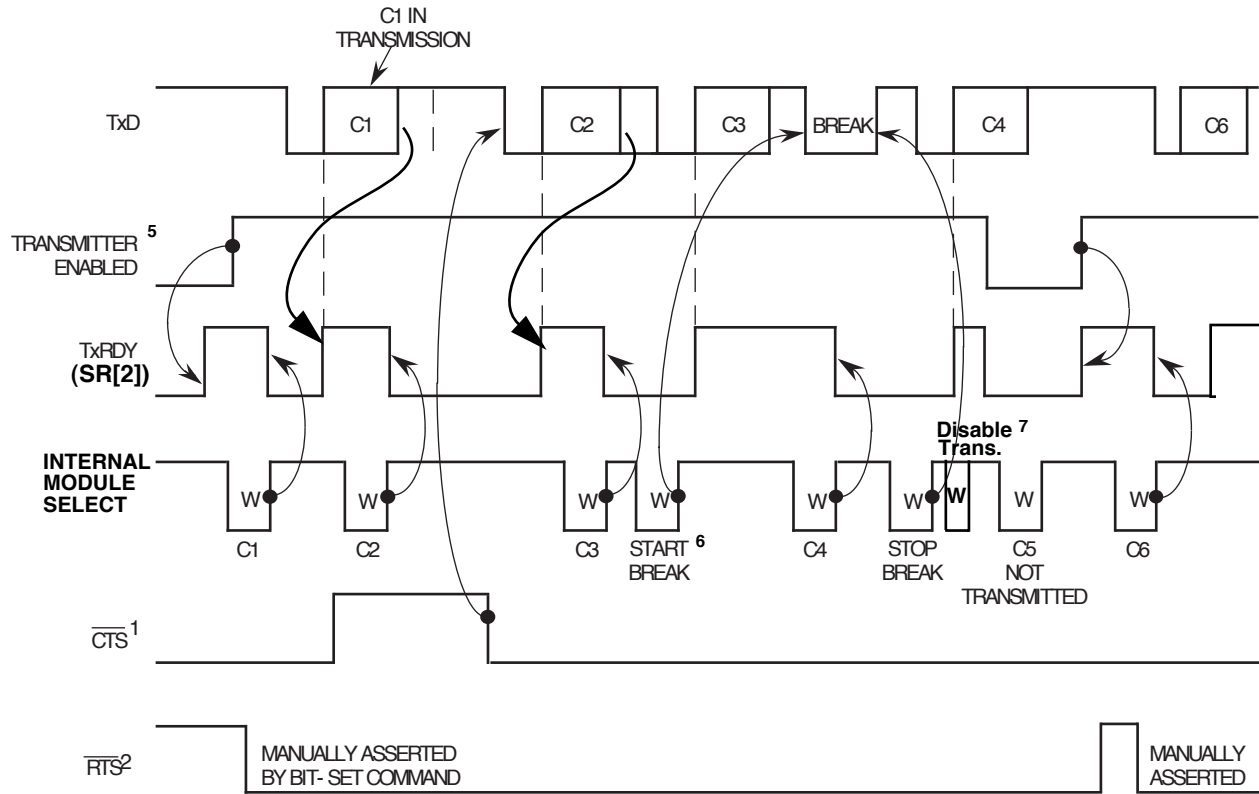 C1 IN
TRANSMISSION
TxD
C1
C2
C3
BREAK
C4
C6
TRANSMITTER 5
ENABLED
TxRDY
(SR[2])
INTERNAL
MODULE
SELECT
Disable 7
Trans.
W
W
W
W
W
W
W
W
W
C1
C2
C3
START 6
BREAK
C4
STOP
BREAK
C5
NOT
TRANSMITTED
C6
CTS 1
RTS 2
MANUALLY ASSERTED
BY BIT- SET COMMAND
MANUALLY
ASSERTED